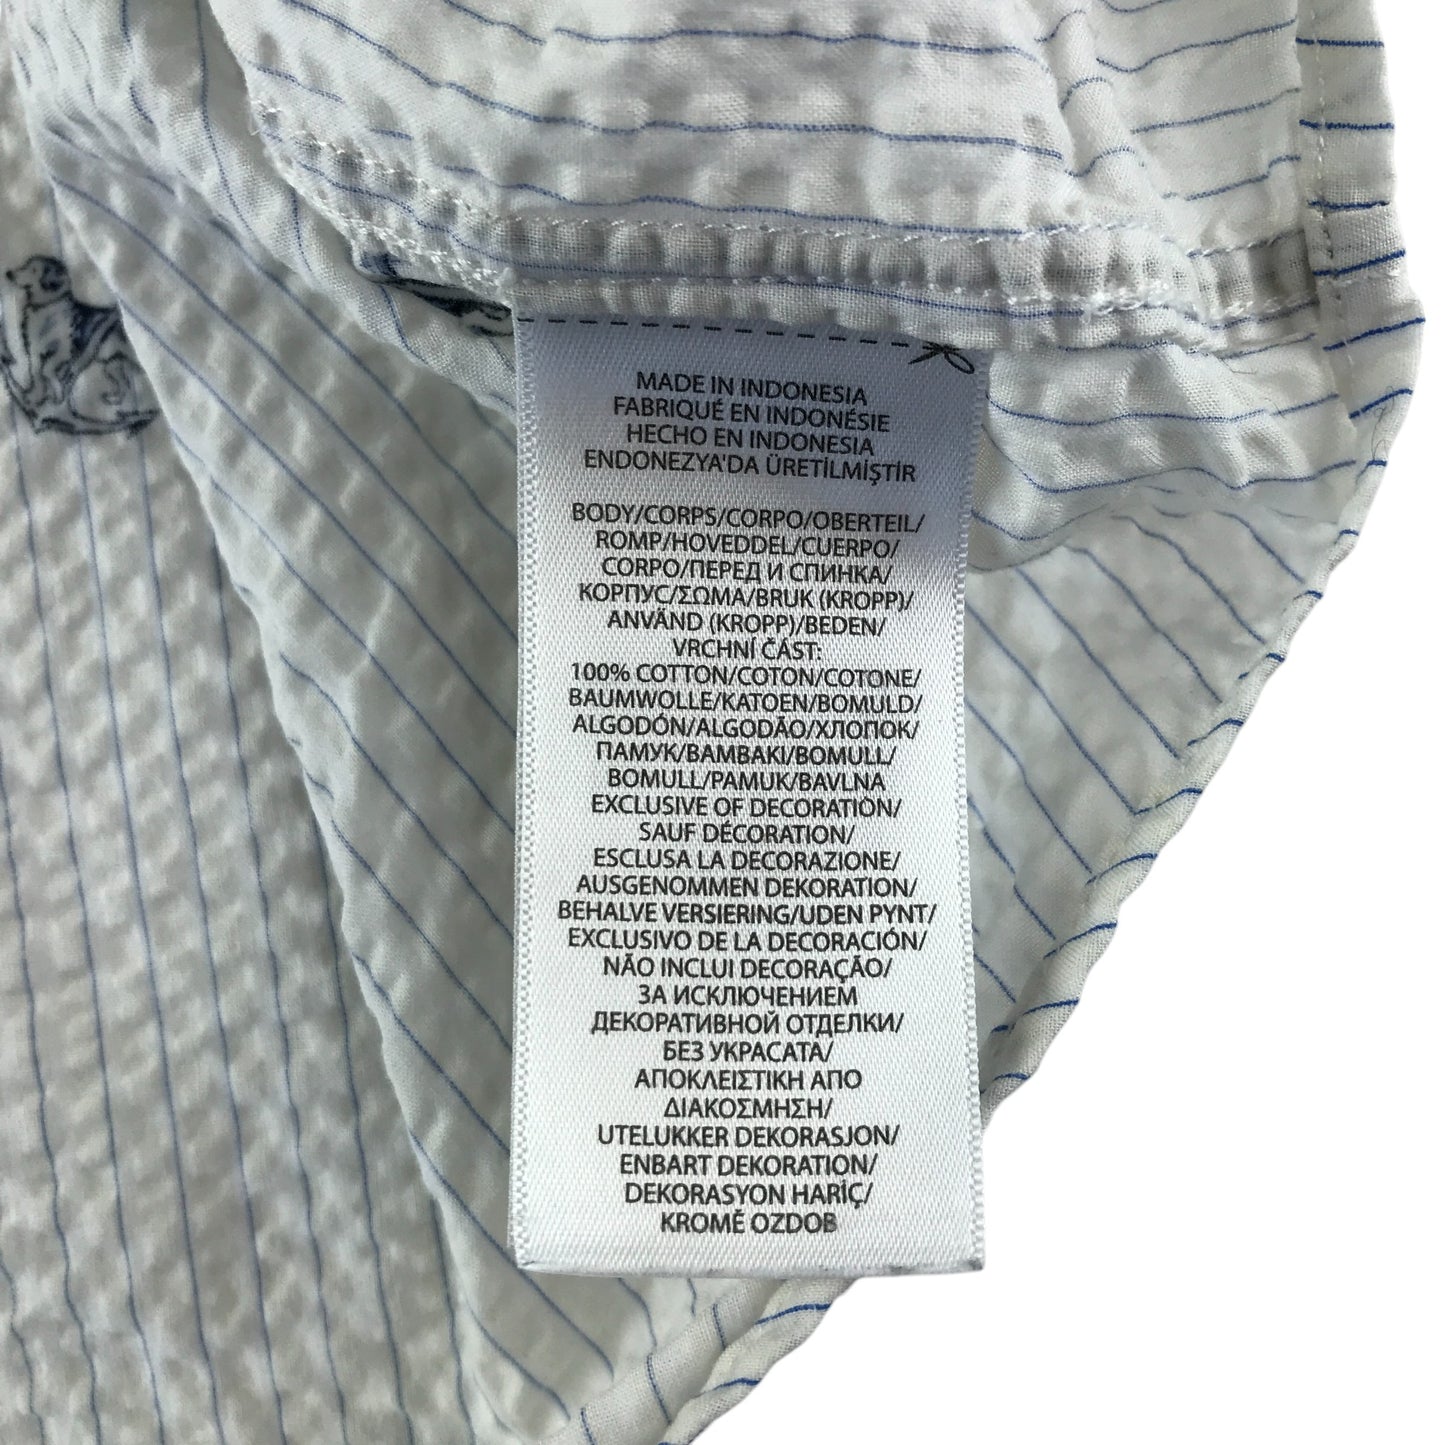 MADE IN INDONESIA
FABRIQUÉ EN INDONÉSIE
HECHO EN INDONESIA
ENDONEZYA'DA ÜRETİLMİŞTİR
BODY/CORPS/CORPO/OBERTEIL/
ROMP/HOVEDDEL/CUERPO/
CORPO/ПЕРЕД И СПИНКА/
КОРПУС/ΣΩΜΑ/BRUK (KROPP)/
ANVÄND (KROPP)/BEDEN/
VRCHNÍ ČÁST:
100% COTTON/COTON/COTONE/
BAUMWOLLE/KATOEN/BOMULD/
ALGODÓN/ALGODÃO/ХЛОПОК/
ПАМУК/ΒΑΜΒΑΚΙ/BOMULL/
BOMULL/PAMUK/BAVLNA
EXCLUSIVE OF DECORATION/
SAUF DÉCORATION/
ESCLUSA LA DECORAZIONE/
AUSGENOMMEN DEKORATION/
BEHALVE VERSIERING/UDEN PYNT/
EXCLUSIVO DE LA DECORACIÓN/
NÃO INCLUI DECORAÇÃO/
ЗА ИСКЛЮЧЕНИЕМ
ДЕКОРАТИВНОЙ ОТДЕЛКИ/
БЕЗ УКРАСАТА/
ΑΠΟΚΛΕΙΣΤΙΚΗ ΑΠΟ
ΔΙΑΚΟΣΜΗΣΗ/
UTELUKKER DEKORASJON/
ENBART DEKORATION/
DEKORASYON HARİÇ/
KROMĚ OZDOB